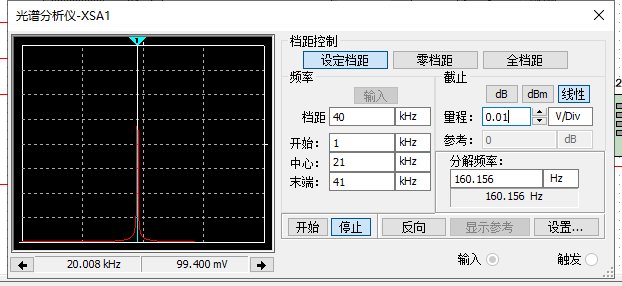 光谱分析仪-XSA1
1
20.008 kHz
99.400 mV
档距控制
设定档距
零档距
全档距
频率
输入
档距
40
kHz
开始:
1
kHz
中心:
21
kHz
末端:
41
kHz
截止
dB
dBm
线性
量程:
0.01
V/Div
参考:
0
dB
分解频率:
160.156
Hz
160.156 Hz
开始
停止
反向
显示参考
设置...
输入
触发
2